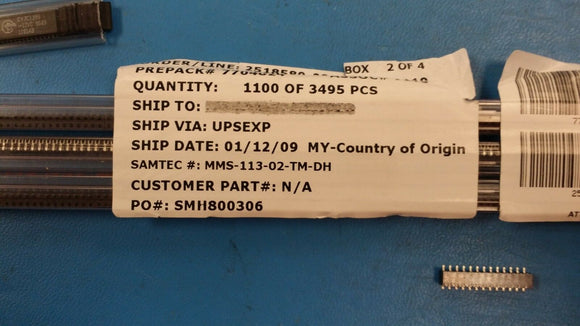 BOX 2 OF 4
QUANTITY: 1100 OF 3495 PCS
SHIP TO:
SHIP VIA: UPSEXP
SHIP DATE: 01/12/09 MY-Country of Origin
SAMTEC #: MMS-113-02-TM-DH
CUSTOMER PART#: N/A
PO#: SMH800306